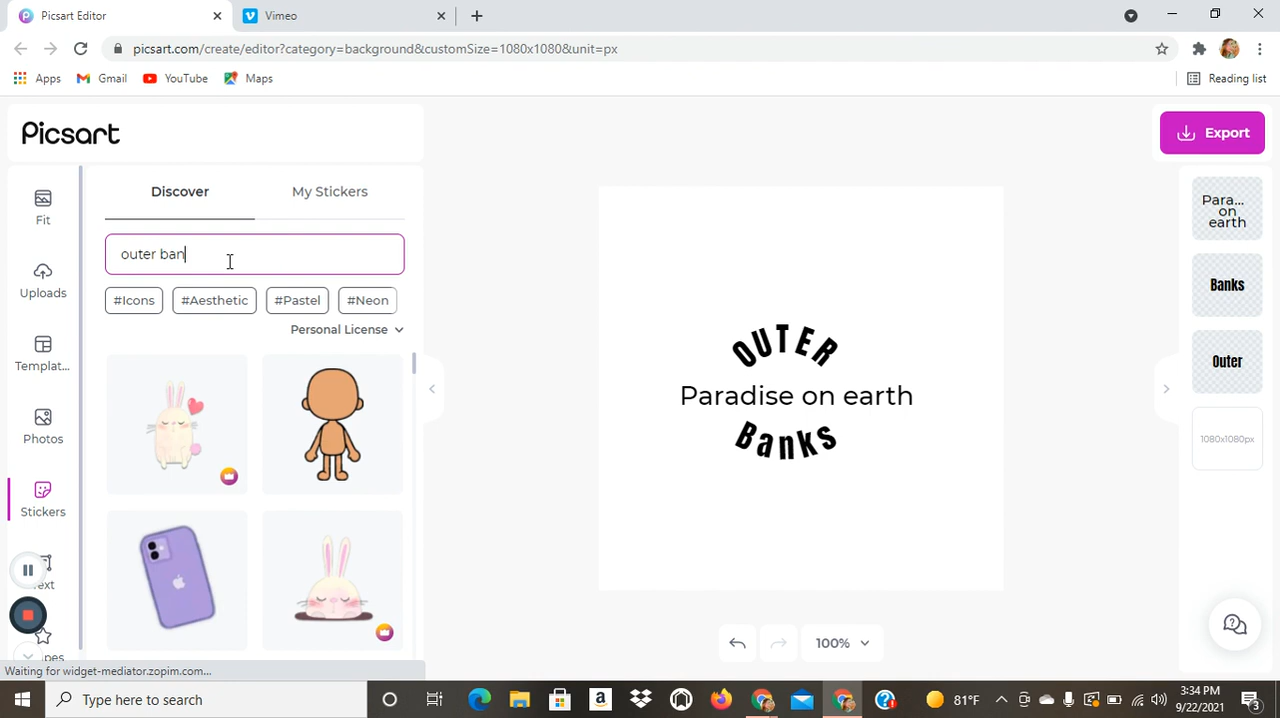 Picsart Editor
Vimeo
picsart.com/create/editor?category=background&customSize=1080x1080&unit=px
Apps
Gmail
YouTube
Maps
Reading list
Picsart
Export
Fit
Uploads
Templat...
Photos
Stickers
Discover
My Stickers
outer ban
#Icons
#Aesthetic
#Pastel
#Neon
Personal License
OUTER
Paradise on earth
Banks
Para...
on
earth
Banks
Outer
1080x1080px
100%
Waiting for widget-mediator.zopim.com...
Type here to search
81°F
3:34 PM
9/22/2021
3